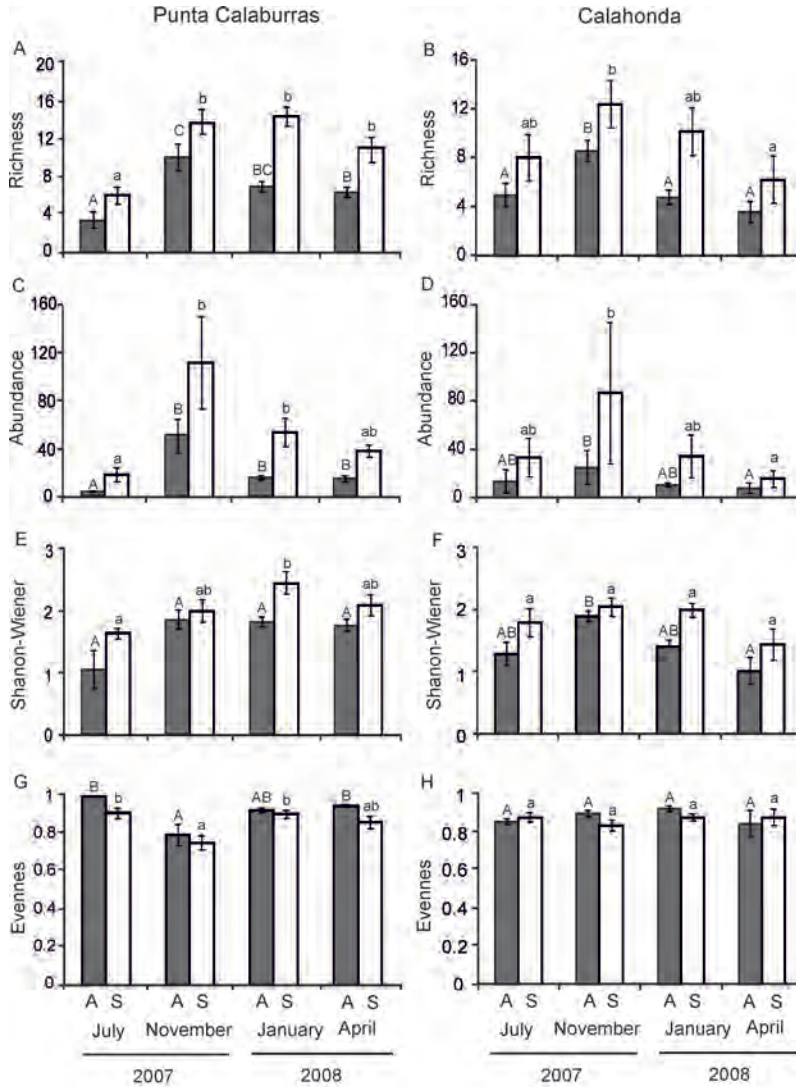 Punta Calaburras Calahonda
A B
20 16
16 12
12 8
8 4
4 0
0
Richness Richness
A a C b BC b B b
A ab B b A ab A a
C D
160 160
120 120
80 80
40 40
0 0
Abundance Abundance
A a B b B b B ab
AB ab B b AB ab A a
E F
3 3
2 2
1 1
0 0
Shanon-Wiener Shanon-Wiener
A a A ab A b A ab
AB a B a AB a A a
G H
1 1
0.8 0.8
0.6 0.6
0.4 0.4
0.2 0.2
0 0
Evennes Evennes
B b A a AB b B ab
A a A a A a A a
A S A S A S A S A S A S A S A S
July November January April July November January April
2007 2008 2007 2008